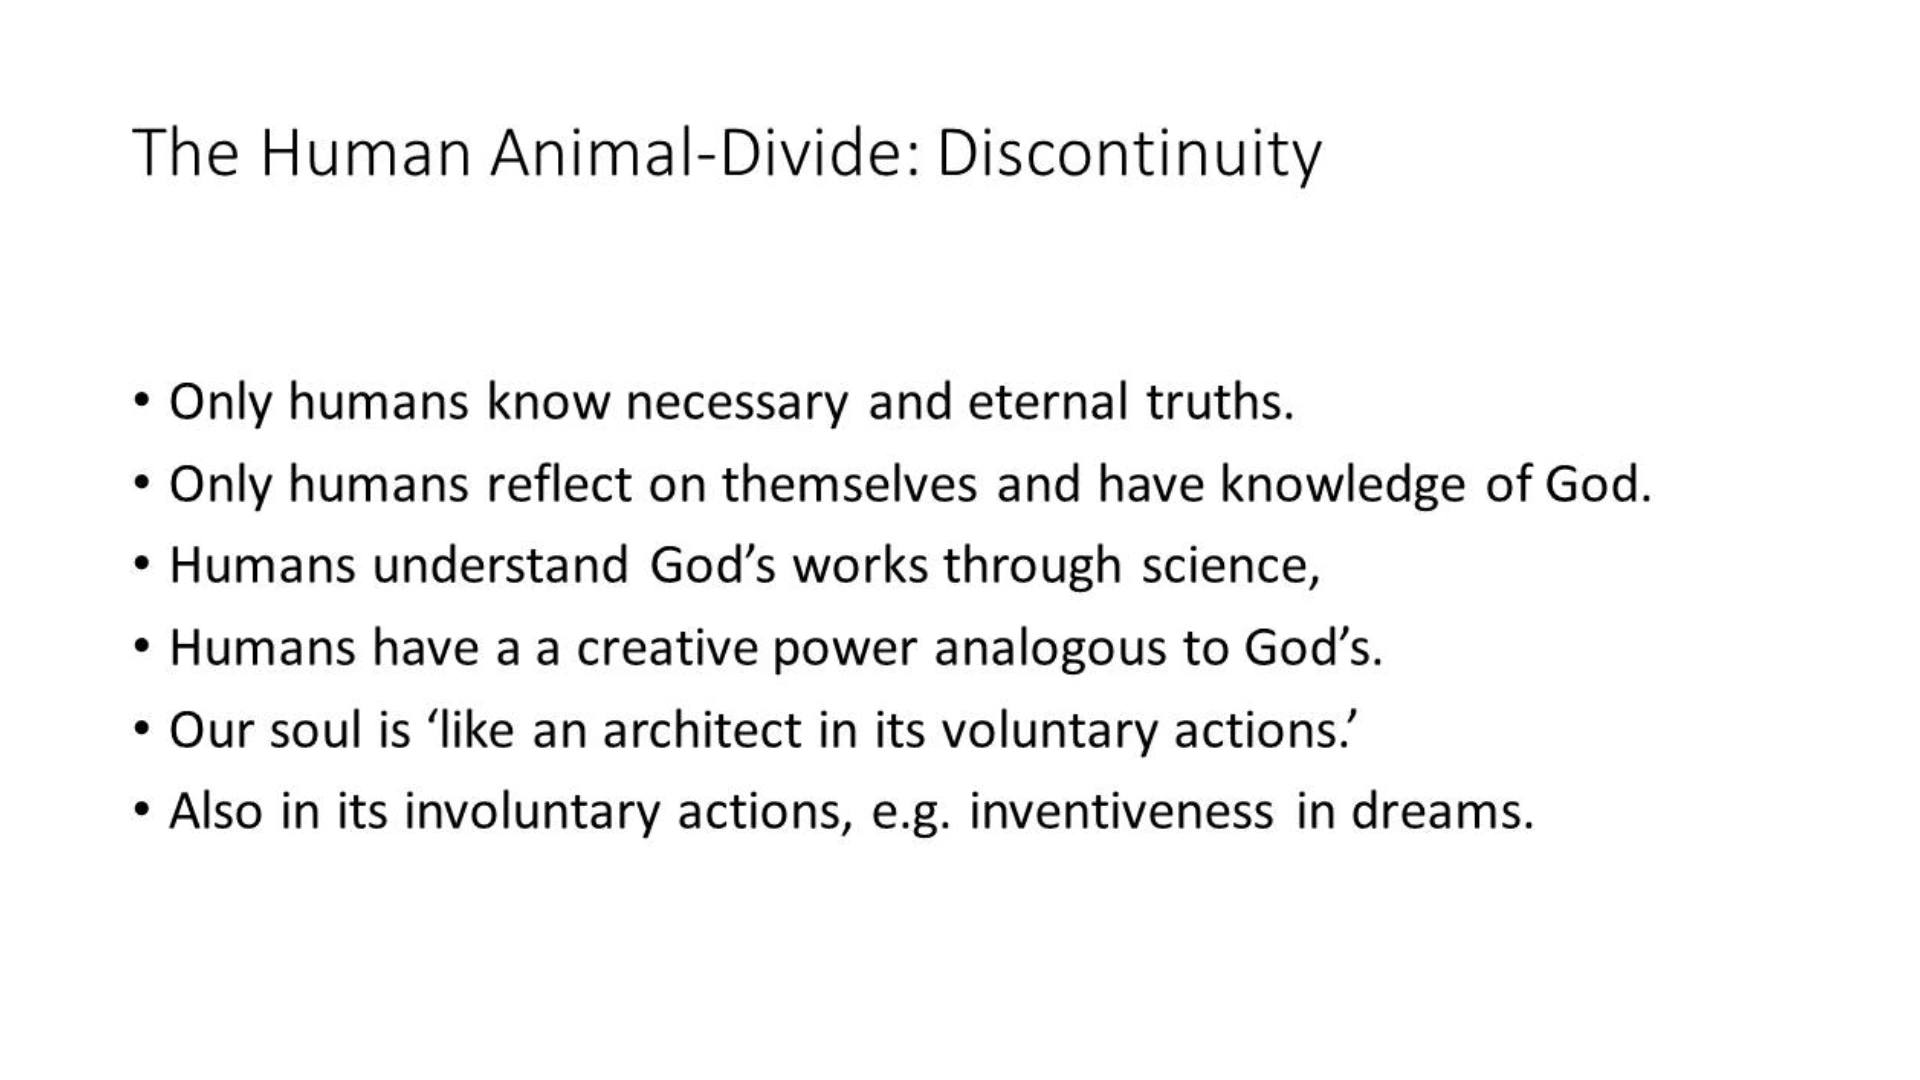 The Human Animal-Divide: Discontinuity
• Only humans know necessary and eternal truths.
• Only humans reflect on themselves and have knowledge of God.
• Humans understand God’s works through science,
• Humans have a a creative power analogous to God’s.
• Our soul is ‘like an architect in its voluntary actions.’
• Also in its involuntary actions, e.g. inventiveness in dreams.